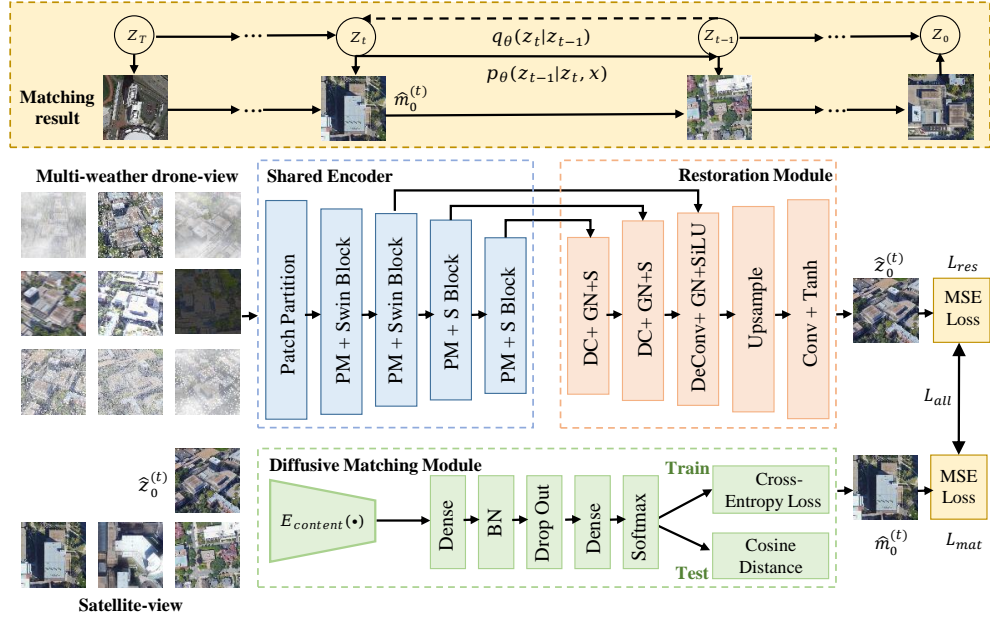 Z_T
...
Z_t
q_θ(z_t|z_{t-1})
Z_{t-1}
...
Z_0
p_θ(z_{t-1}|z_t, x)
Matching
result
...
m̂_0^{(t)}
...
Multi-weather drone-view
Shared Encoder
Restoration Module
Patch Partition
PM + Swin Block
PM + Swin Block
PM + S Block
PM + S Block
DC+ GN+S
DC+ GN+S
DeConv+ GN+SiLU
Upsample
Conv + Tanh
ẑ_0^{(t)}
L_res
MSE
Loss
L_all
Diffusive Matching Module
ẑ_0^{(t)}
E_content(•)
Dense
BN
Drop Out
Dense
Softmax
Train
Cross-
Entropy Loss
Test
Cosine
Distance
MSE
Loss
m̂_0^{(t)}
L_mat
Satellite-view